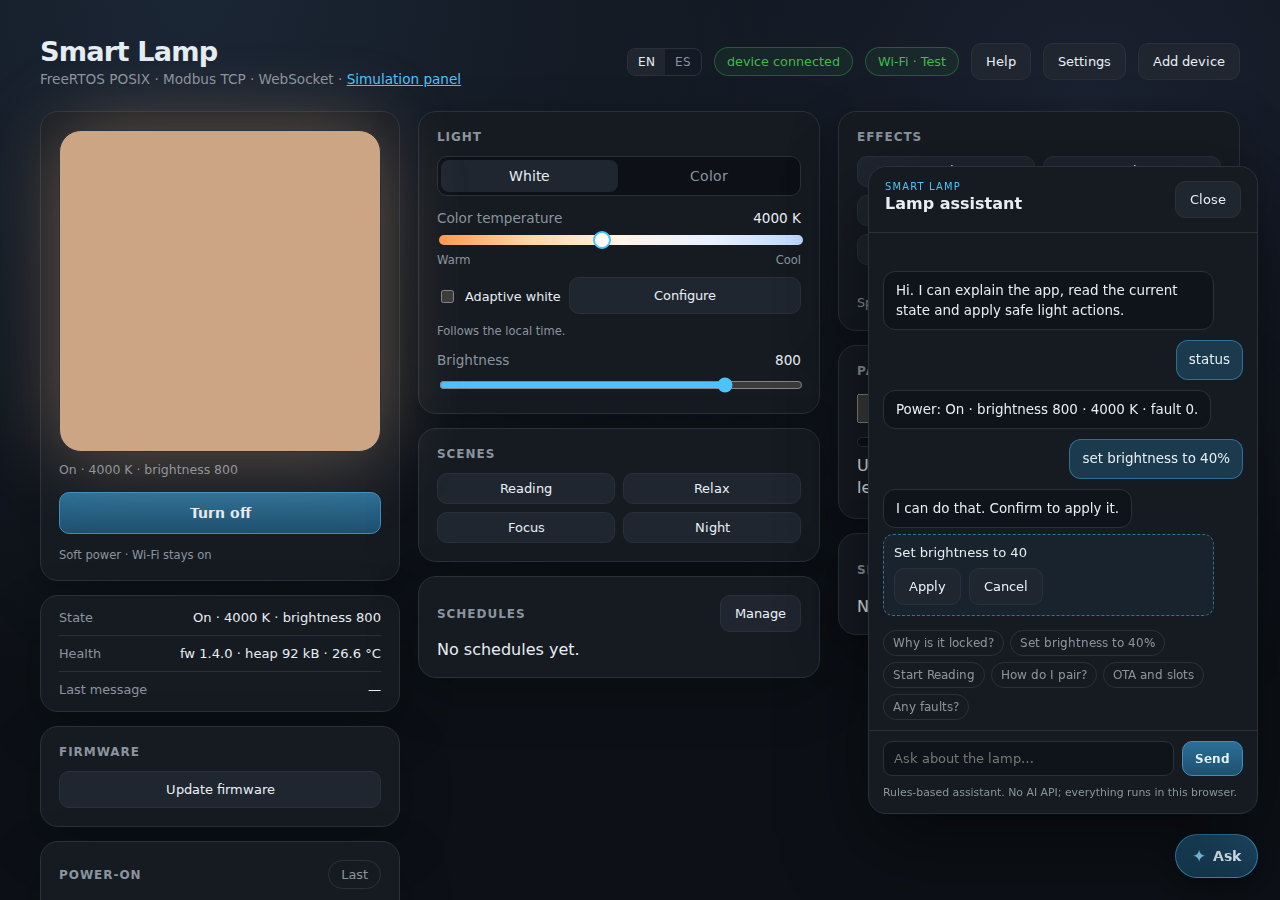 Smart Lamp
FreeRTOS POSIX · Modbus TCP · WebSocket · Simulation panel
EN ES
device connected
Wi-Fi · Test
Help
Settings
Add device
On · 4000 K · brightness 800
Turn off
Soft power · Wi-Fi stays on
State On · 4000 K · brightness 800
Health fw 1.4.0 · heap 92 kB · 26.6 °C
Last message —
FIRMWARE
Update firmware
POWER-ON Last
LIGHT
White Color
Color temperature 4000 K
Warm Cool
Adaptive white Configure
Follows the local time.
Brightness 800
SCENES
Reading Relax
Focus Night
SCHEDULES Manage
No schedules yet.
EFFECTS
SMART LAMP
Lamp assistant
Close
Hi. I can explain the app, read the current
state and apply safe light actions.
status
Power: On · brightness 800 · 4000 K · fault 0.
set brightness to 40%
I can do that. Confirm to apply it.
Set brightness to 40
Apply Cancel
Why is it locked? Set brightness to 40%
Start Reading How do I pair? OTA and slots
Any faults?
Ask about the lamp...
Send
Rules-based assistant. No AI API; everything runs in this browser.
✦ Ask